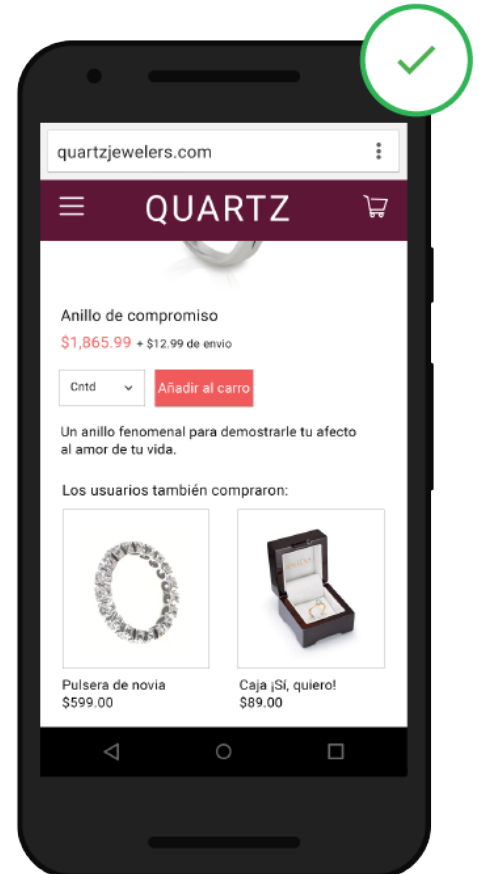 quartzjewelers.com
QUARTZ
Anillo de compromiso
$1,865.99 + $12.99 de envio
Cntd Añadir al carro
Un anillo fenomenal para demostrarle tu afecto
al amor de tu vida.
Los usuarios también compraron:
Pulsera de novia
$599.00
Caja ¡Sí, quiero!
$89.00